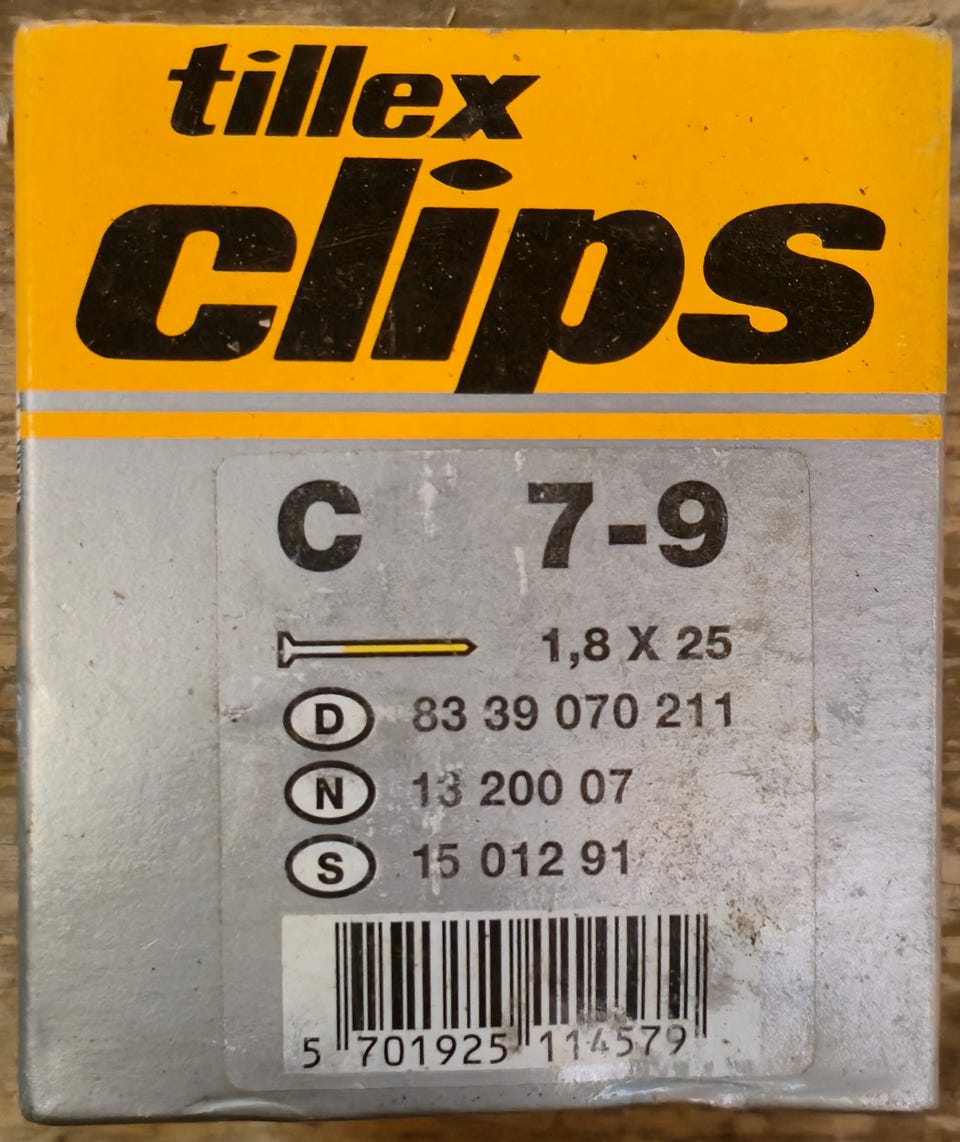 tillex
clips
C 7-9
1,8 X 25
D 83 39 070 211
N 13 200 07
S 15 012 91
5 701925 114579